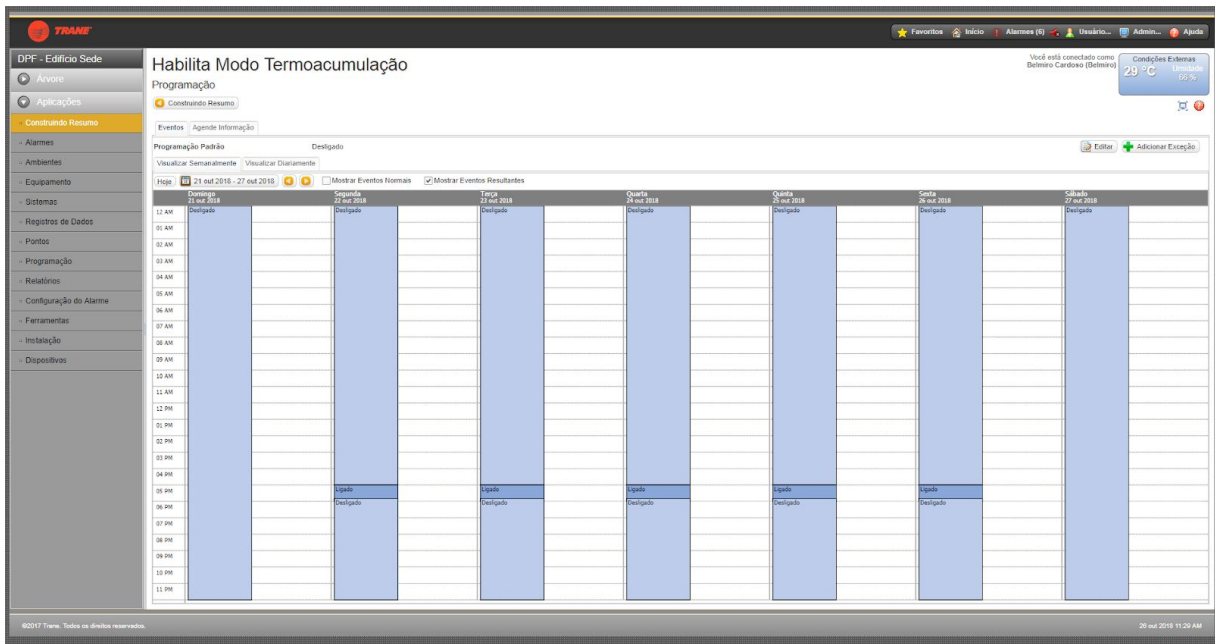 TRANE
Favoritos Início Alarmes (6) Usuário... Admin... Ajuda
DPF - Edifício Sede
Árvore
Aplicações
Construindo Resumo
Alarmes
Ambientes
Equipamento
Sistemas
Registros de Dados
Pontos
Programação
Relatórios
Configuração do Alarme
Ferramentas
Instalação
Dispositivos
Habilita Modo Termoacumulação
Você está conectado como
Belmiro Cardoso (Belmiro)
Condições Externas
29 °C Umidade
66 %
Programação
Construindo Resumo
Eventos Agende Informação
Programação Padrão Desligado Editar Adicionar Exceção
Visualizar Semanalmente Visualizar Diariamente
Hoje 21 out 2018 - 27 out 2018 Mostrar Eventos Normais Mostrar Eventos Resultantes
Domingo Segunda Terça Quarta Quinta Sexta Sábado
21 out 2018 22 out 2018 23 out 2018 24 out 2018 25 out 2018 26 out 2018 27 out 2018
12 AM Desligado Desligado Desligado Desligado Desligado Desligado Desligado
01 AM
02 AM
03 AM
04 AM
05 AM
06 AM
07 AM
08 AM
09 AM
10 AM
11 AM
12 PM
01 PM
02 PM
03 PM
04 PM
05 PM Ligado Ligado Ligado Ligado Ligado
06 PM Desligado Desligado Desligado Desligado Desligado
07 PM
08 PM
09 PM
10 PM
11 PM
©2017 Trane. Todos os direitos reservados.
26 out 2018 11:29 AM